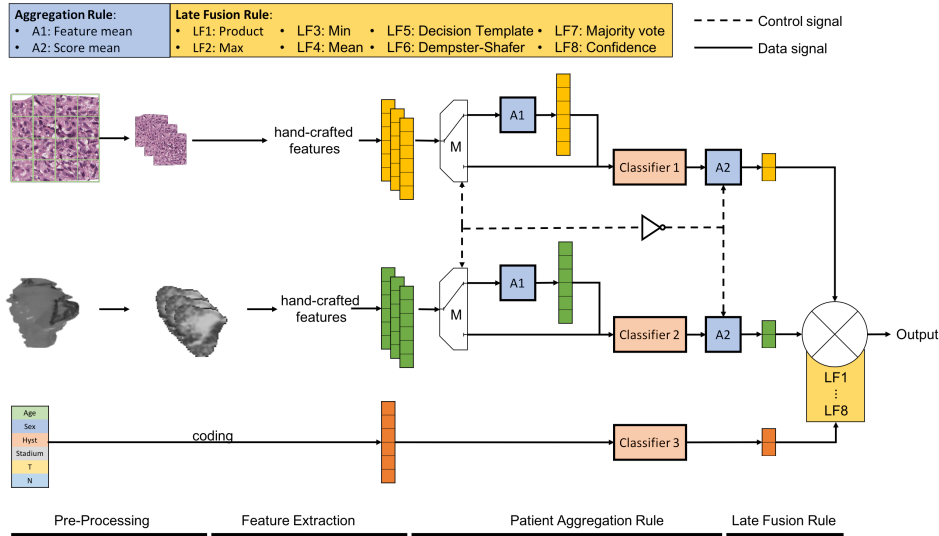 Aggregation Rule:
• A1: Feature mean
• A2: Score mean
Late Fusion Rule:
• LF1: Product • LF3: Min • LF5: Decision Template • LF7: Majority vote
• LF2: Max • LF4: Mean • LF6: Dempster-Shafer • LF8: Confidence
Control signal
Data signal
hand-crafted
features
M
A1
Classifier 1
A2
hand-crafted
features
M
A1
Classifier 2
A2
Output
LF1
⋮
LF8
Age
Sex
Hyst
Stadium
T
N
coding
Classifier 3
Pre-Processing
Feature Extraction
Patient Aggregation Rule
Late Fusion Rule